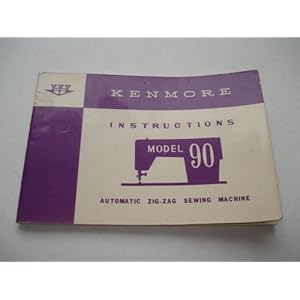 KENMORE
INSTRUCTIONS
MODEL 90
AUTOMATIC ZIG-ZAG SEWING MACHINE